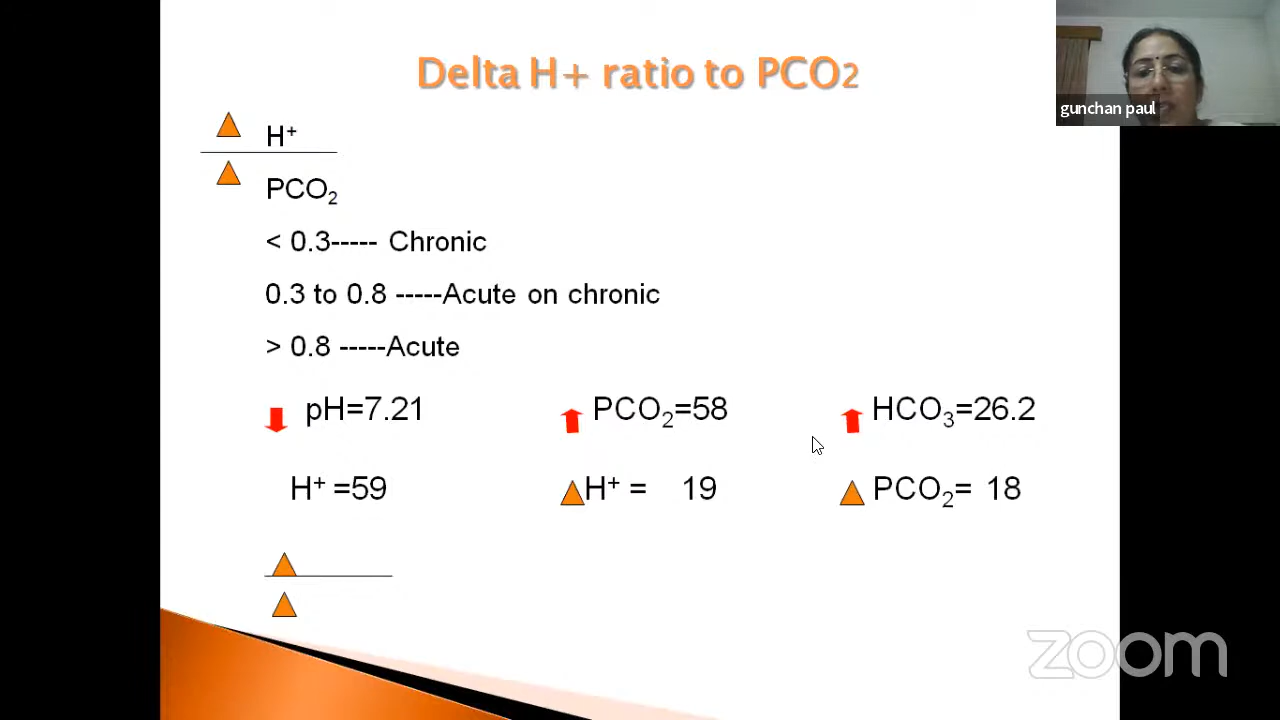 Delta H+ ratio to PCO2
gunchan paul
H+
PCO2
< 0.3----- Chronic
0.3 to 0.8 -----Acute on chronic
> 0.8 -----Acute
pH=7.21 PCO2=58 HCO3=26.2
H+ =59 H+ = 19 PCO2= 18
zoom